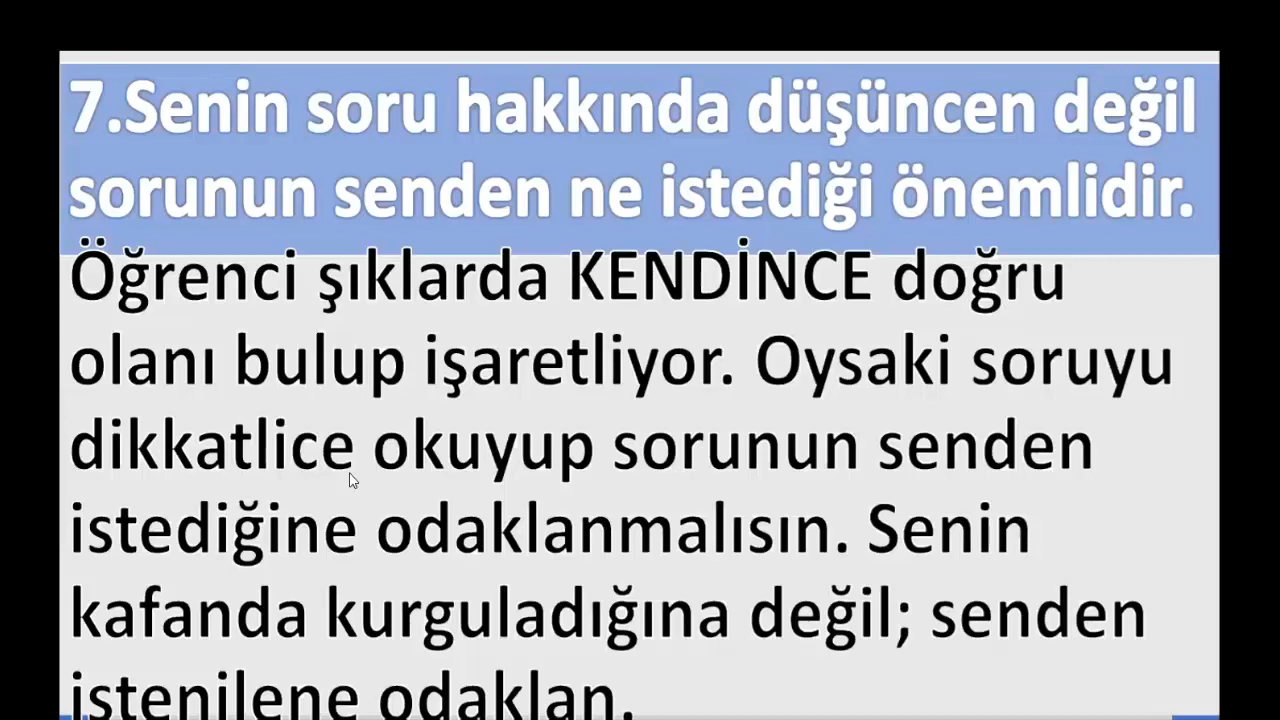 7.Senin soru hakkında düşüncen değil
sorunun senden ne istediği önemlidir.
Öğrenci şıklarda KENDİNCE doğru
olanı bulup işaretliyor. Oysaki soruyu
dikkatlice okuyup sorunun senden
istediğine odaklanmalısın. Senin
kafanda kurguladığına değil; senden
istenilene odaklan.